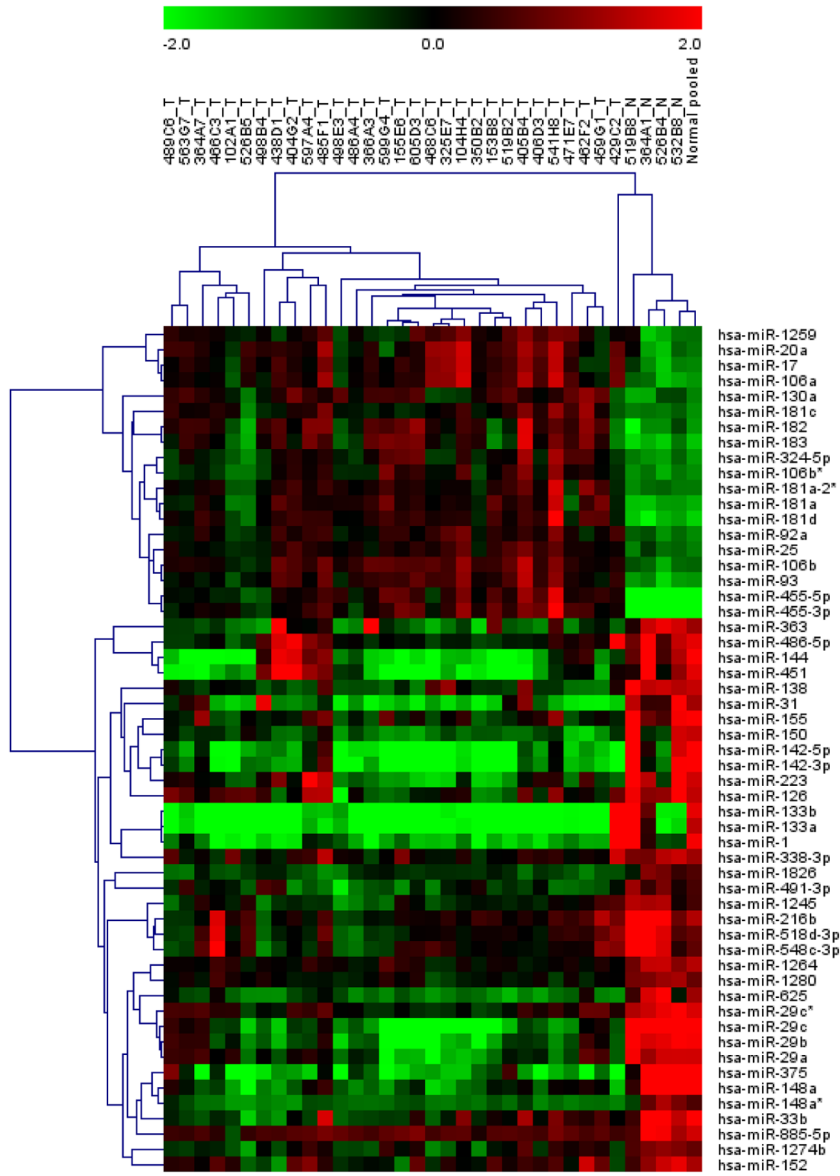 -2.0 0.0 2.0
489C6_T
563G7_T
364A7_T
466C3_T
102A1_T
526B5_T
498B4_T
438D1_T
404G2_T
597A4_T
485F1_T
498E3_T
486A4_T
366A3_T
599G4_T
155E6_T
605D3_T
468C6_T
325E7_T
104H4_T
350B2_T
153B8_T
519B2_T
405B4_T
406D3_T
541H8_T
471E7_T
462F2_T
459G1_T
429C2_T
519B8_N
364A1_N
526B4_N
532B8_N
Normal pooled
hsa-miR-1259
hsa-miR-20a
hsa-miR-17
hsa-miR-106a
hsa-miR-130a
hsa-miR-181c
hsa-miR-182
hsa-miR-183
hsa-miR-324-5p
hsa-miR-106b*
hsa-miR-181a-2*
hsa-miR-181a
hsa-miR-181d
hsa-miR-92a
hsa-miR-25
hsa-miR-106b
hsa-miR-93
hsa-miR-455-5p
hsa-miR-455-3p
hsa-miR-363
hsa-miR-486-5p
hsa-miR-144
hsa-miR-451
hsa-miR-138
hsa-miR-31
hsa-miR-155
hsa-miR-150
hsa-miR-142-5p
hsa-miR-142-3p
hsa-miR-223
hsa-miR-126
hsa-miR-133b
hsa-miR-133a
hsa-miR-1
hsa-miR-338-3p
hsa-miR-1826
hsa-miR-491-3p
hsa-miR-1245
hsa-miR-216b
hsa-miR-518d-3p
hsa-miR-548c-3p
hsa-miR-1264
hsa-miR-1280
hsa-miR-625
hsa-miR-29c*
hsa-miR-29c
hsa-miR-29b
hsa-miR-29a
hsa-miR-375
hsa-miR-148a
hsa-miR-148a*
hsa-miR-33b
hsa-miR-885-5p
hsa-miR-1274b
hsa-miR-152